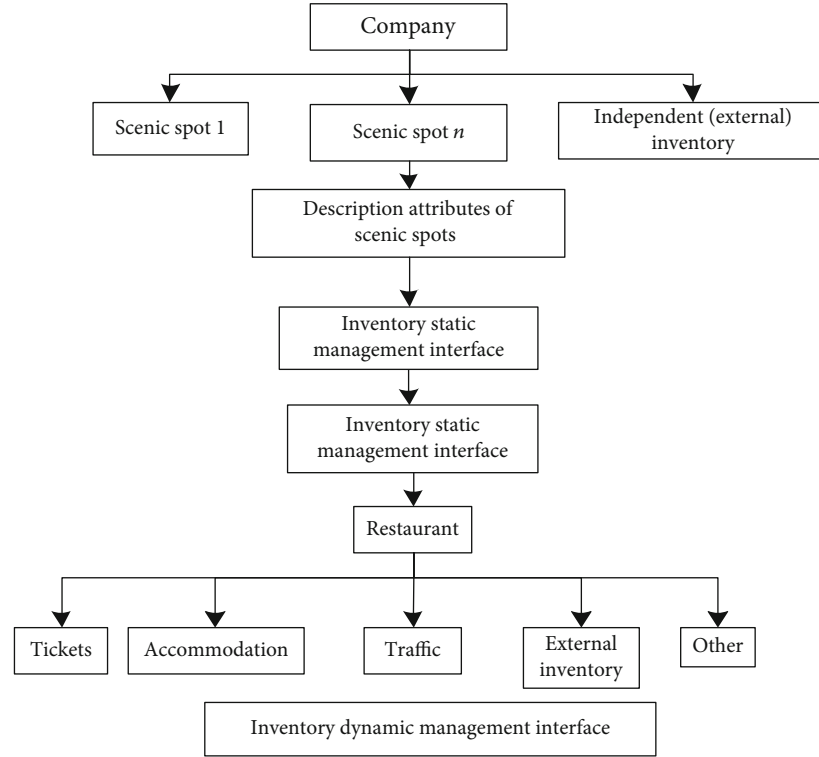 Company
Scenic spot 1
Scenic spot n
Independent (external)
inventory
Description attributes of
scenic spots
Inventory static
management interface
Inventory static
management interface
Restaurant
Tickets
Accommodation
Traffic
External
inventory
Other
Inventory dynamic management interface